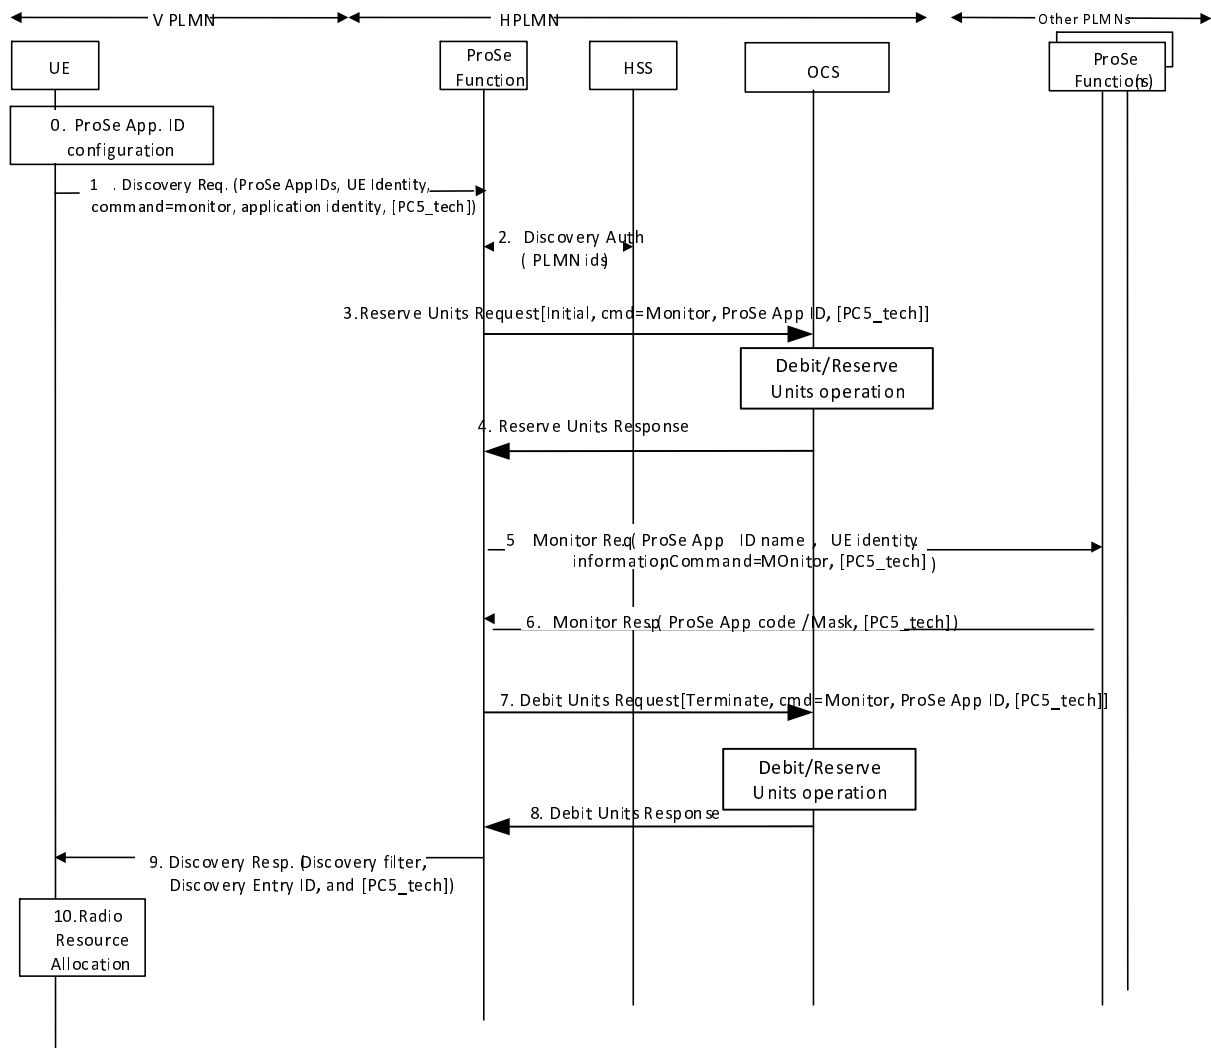 V PLMN
HPLMN
Other PLMNs
UE
ProSe
Function
HSS
OCS
ProSe
Function(s)
0. ProSe App. ID
configuration
1 . Discovery Req. (ProSe AppIDs, UE Identity,
command=monitor, application identity, [PC5_tech])
2. Discovery Auth
( PLMN ids)
3.Reserve Units Request[Initial, cmd=Monitor, ProSe App ID, [PC5_tech]]
Debit/Reserve
Units operation
4. Reserve Units Response
5 Monitor Req( ProSe App ID name , UE identity.
information,Command=MOnitor, [PC5_tech] )
6. Monitor Resp.( ProSe App code /Mask, [PC5_tech])
7. Debit Units Request[Terminate, cmd=Monitor, ProSe App ID, [PC5_tech]]
Debit/Reserve
Units operation
8. Debit Units Response
9. Discovery Resp. (Discovery filter,
Discovery Entry ID, and [PC5_tech])
10.Radio
Resource
Allocation